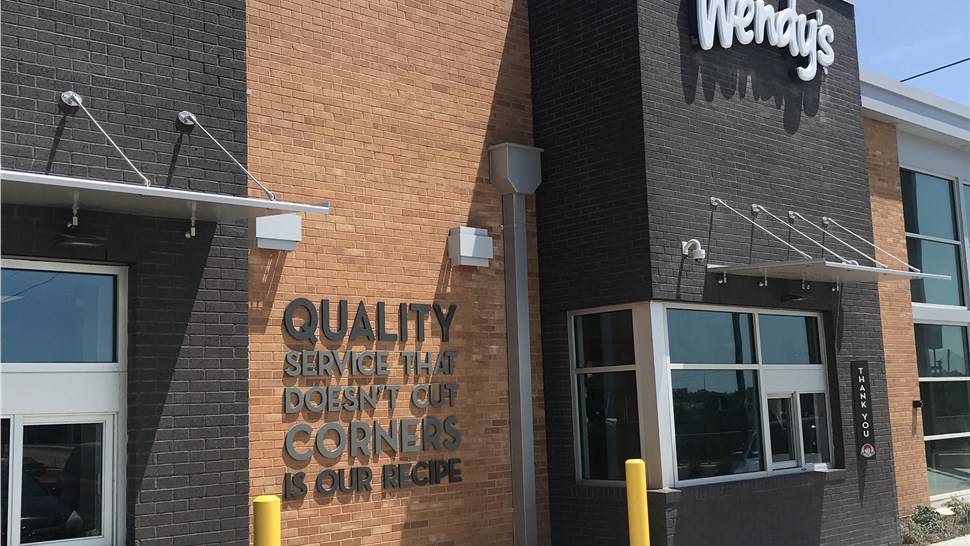 Wendy's
QUALITY
SERVICE THAT
DOESN'T CUT
CORNERS
IS OUR RECIPE
THANK YOU